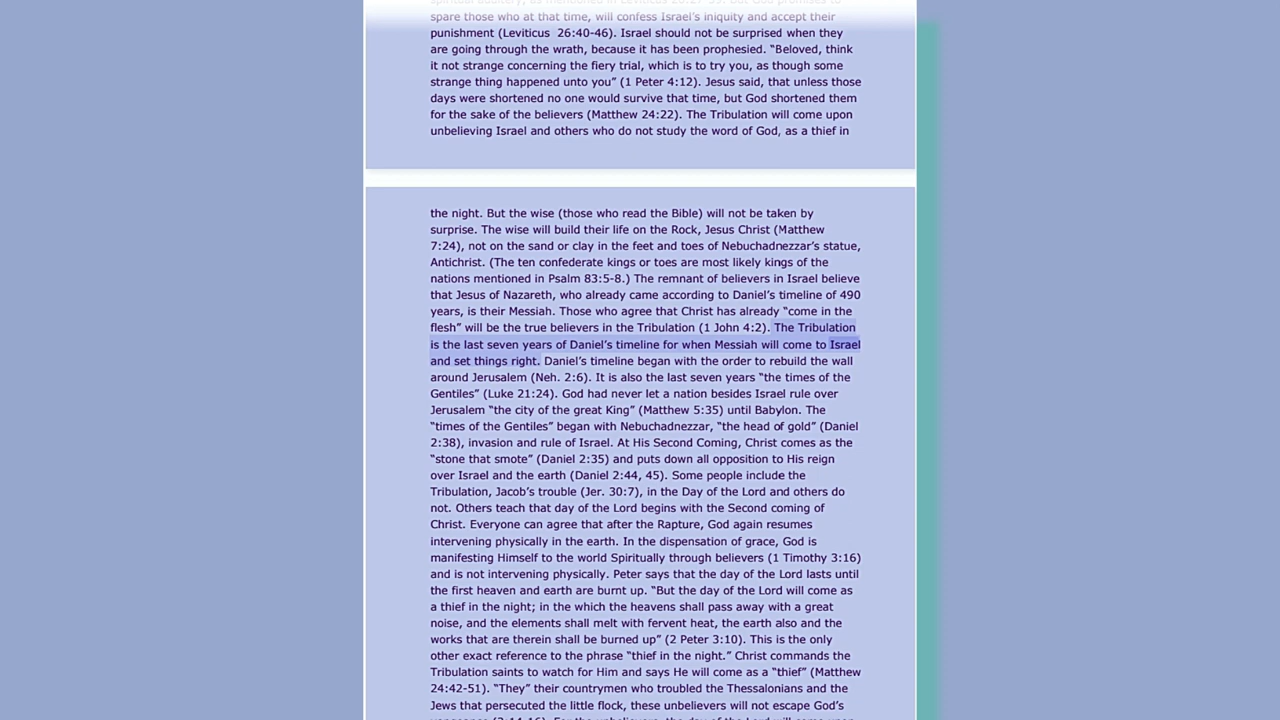 spare those who at that time, will confess Israel's iniquity and accept their
punishment (Leviticus  26:40-46). Israel should not be surprised when they
are going through the wrath, because it has been prophesied. “Beloved, think
it not strange concerning the fiery trial, which is to try you, as though some
strange thing happened unto you” (1 Peter 4:12). Jesus said, that unless those
days were shortened no one would survive that time, but God shortened them
for the sake of the believers (Matthew 24:22). The Tribulation will come upon
unbelieving Israel and others who do not study the word of God, as a thief in
the night. But the wise (those who read the Bible) will not be taken by
surprise. The wise will build their life on the Rock, Jesus Christ (Matthew
7:24), not on the sand or clay in the feet and toes of Nebuchadnezzar’s statue,
Antichrist. (The ten confederate kings or toes are most likely kings of the
nations mentioned in Psalm 83:5-8.) The remnant of believers in Israel believe
that Jesus of Nazareth, who already came according to Daniel’s timeline of 490
years, is their Messiah. Those who agree that Christ has already “come in the
flesh” will be the true believers in the Tribulation (1 John 4:2). The Tribulation
is the last seven years of Daniel’s timeline for when Messiah will come to Israel
and set things right. Daniel’s timeline began with the order to rebuild the wall
around Jerusalem (Neh. 2:6). It is also the last seven years “the times of the
Gentiles” (Luke 21:24). God had never let a nation besides Israel rule over
Jerusalem “the city of the great King” (Matthew 5:35) until Babylon. The
“times of the Gentiles” began with Nebuchadnezzar, “the head of gold” (Daniel
2:38), invasion and rule of Israel. At His Second Coming, Christ comes as the
“stone that smote” (Daniel 2:35) and puts down all opposition to His reign
over Israel and the earth (Daniel 2:44, 45). Some people include the
Tribulation, Jacob’s trouble (Jer. 30:7), in the Day of the Lord and others do
not. Others teach that day of the Lord begins with the Second coming of
Christ. Everyone can agree that after the Rapture, God again resumes
intervening physically in the earth. In the dispensation of grace, God is
manifesting Himself to the world Spiritually through believers (1 Timothy 3:16)
and is not intervening physically. Peter says that the day of the Lord lasts until
the first heaven and earth are burnt up. “But the day of the Lord will come as
a thief in the night; in the which the heavens shall pass away with a great
noise, and the elements shall melt with fervent heat, the earth also and the
works that are therein shall be burned up” (2 Peter 3:10). This is the only
other exact reference to the phrase “thief in the night.” Christ commands the
Tribulation saints to watch for Him and says He will come as a “thief” (Matthew
24:42-51). “They” their countrymen who troubled the Thessalonians and the
Jews that persecuted the little flock, these unbelievers will not escape God’s